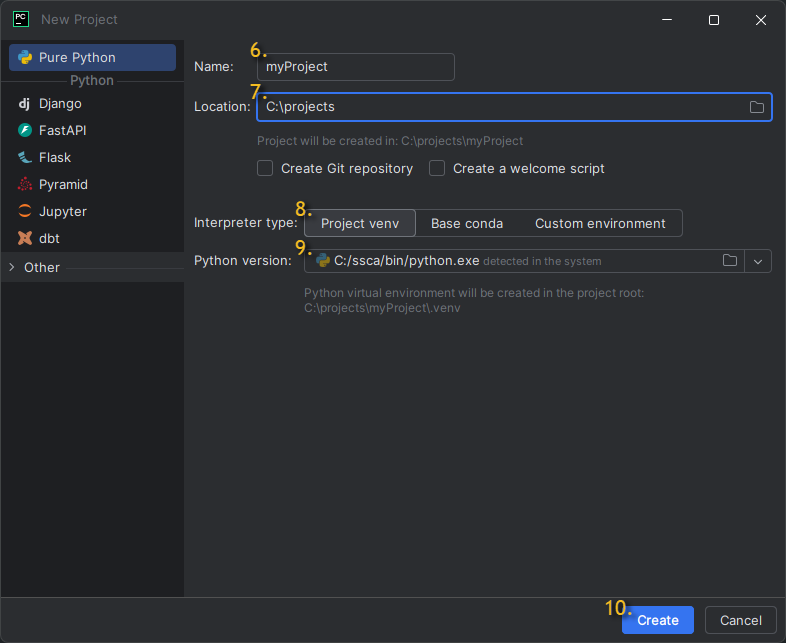 PC New Project
Pure Python
Python
dj Django
FastAPI
Flask
Pyramid
Jupyter
dbt
Other
6.
Name: myProject
7.
Location: C:\projects
Project will be created in: C:\projects\myProject
Create Git repository Create a welcome script
8.
Interpreter type: Project venv Base conda Custom environment
9.
Python version: C:/ssca/bin/python.exe detected in the system
Python virtual environment will be created in the project root:
C:\projects\myProject\.venv
10.
Create Cancel